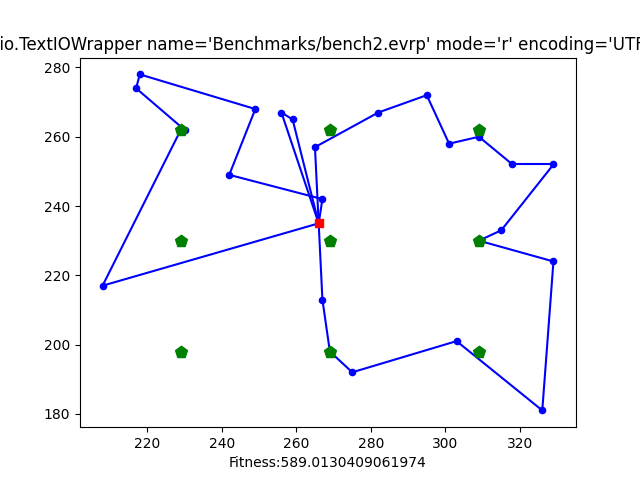 io.TextIOWrapper name='Benchmarks/bench2.evrp' mode='r' encoding='UTF
280
260
240
220
200
180
220 240 260 280 300 320
Fitness:589.0130409061974